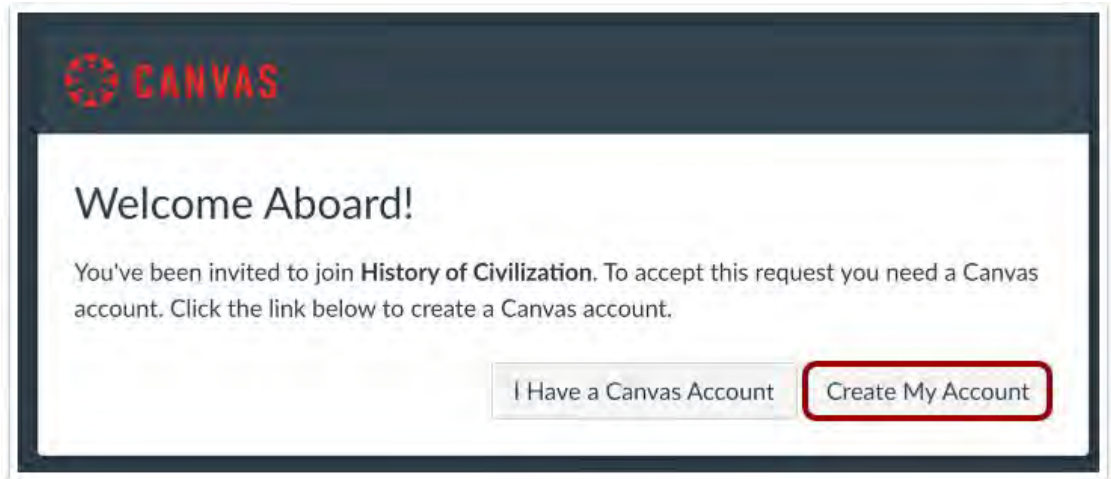 CANVAS
Welcome Aboard!
You've been invited to join History of Civilization. To accept this request you need a Canvas
account. Click the link below to create a Canvas account.
I Have a Canvas Account Create My Account